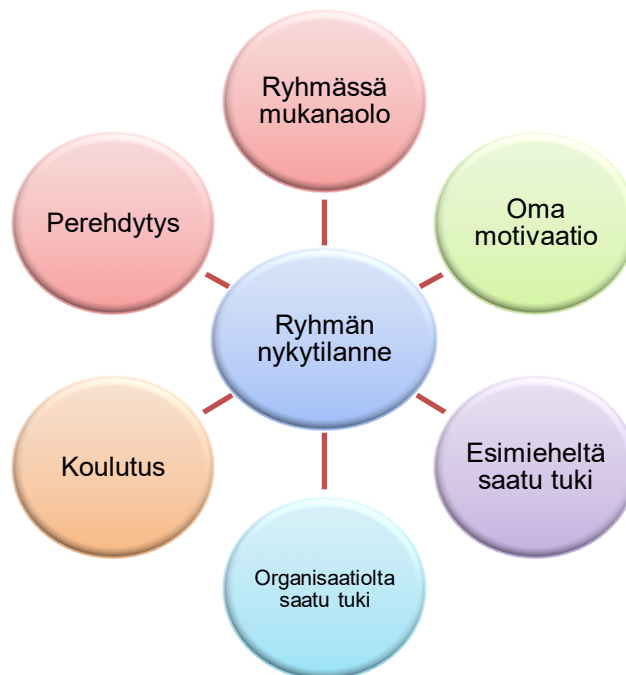 Ryhmässä
mukanaolo
Perehdytys
Oma
motivaatio
Ryhmän
nykytilanne
Koulutus
Esimieheltä
saatu tuki
Organisaatiolta
saatu tuki